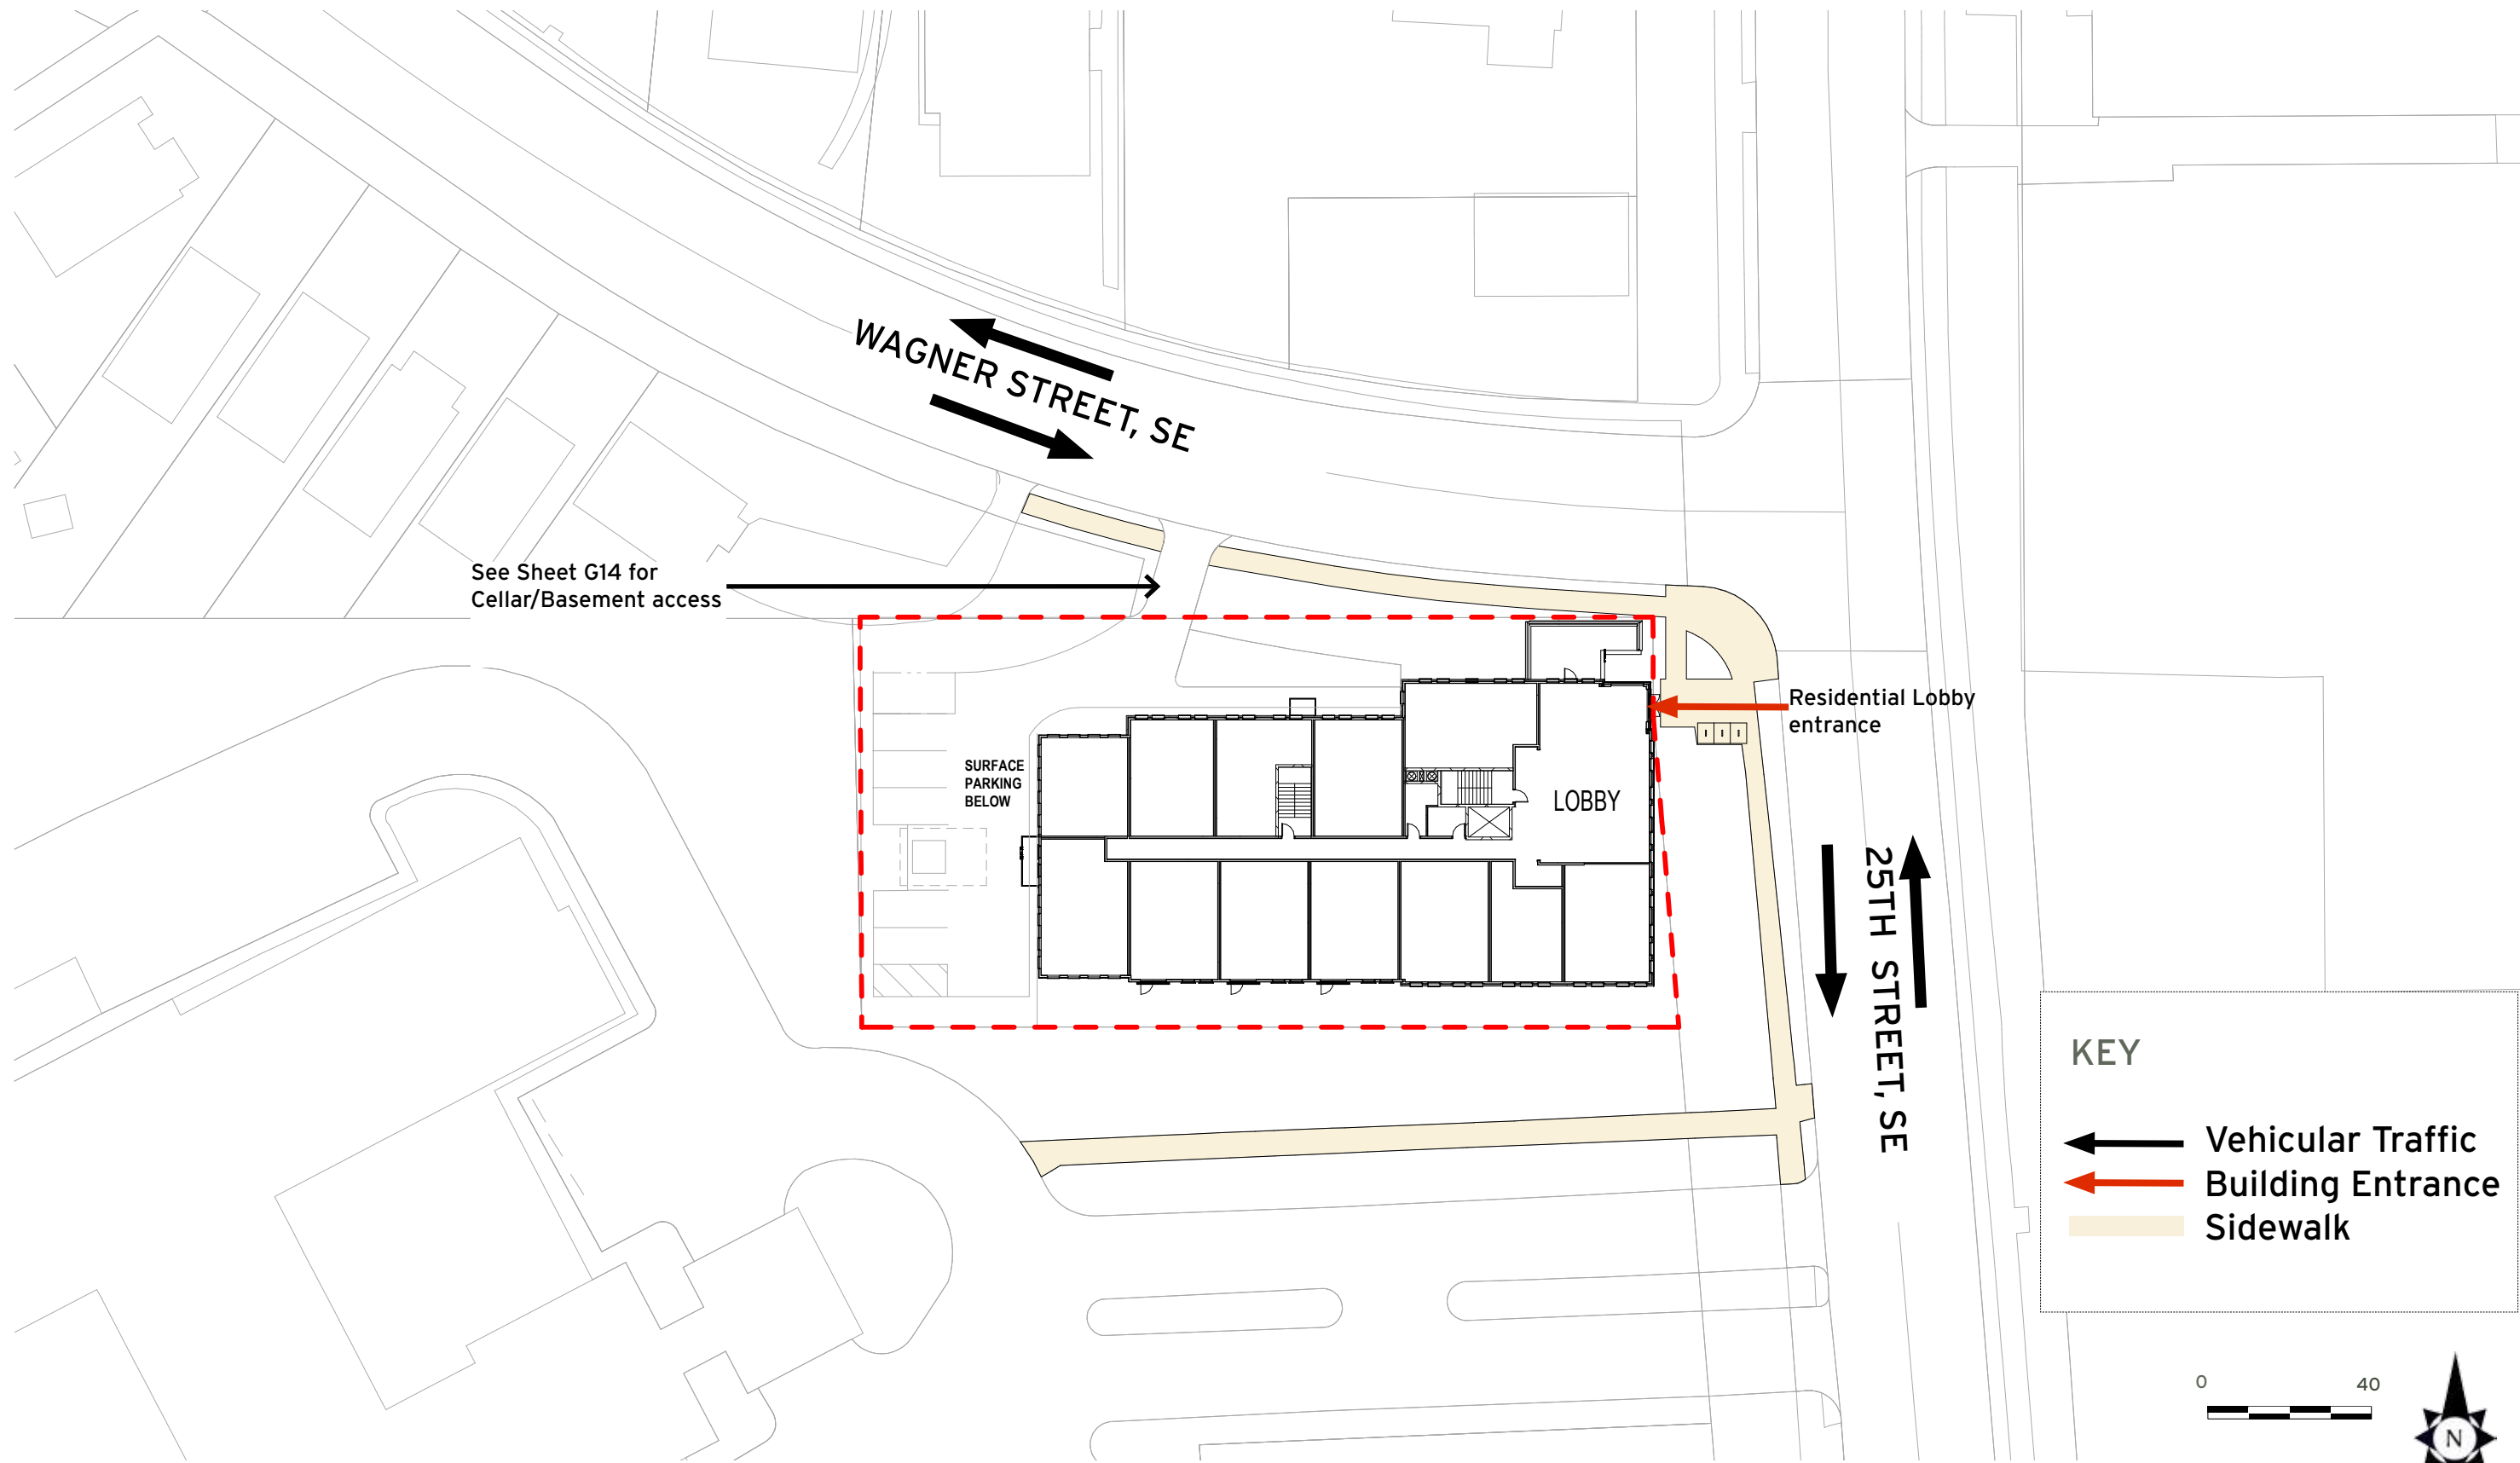 WAGNER STREET, SE
See Sheet G14 for
Cellar/Basement access
Residential Lobby
entrance
SURFACE
PARKING
BELOW
LOBBY
25TH STREET, SE
KEY
Vehicular Traffic
Building Entrance
Sidewalk
0
40
N